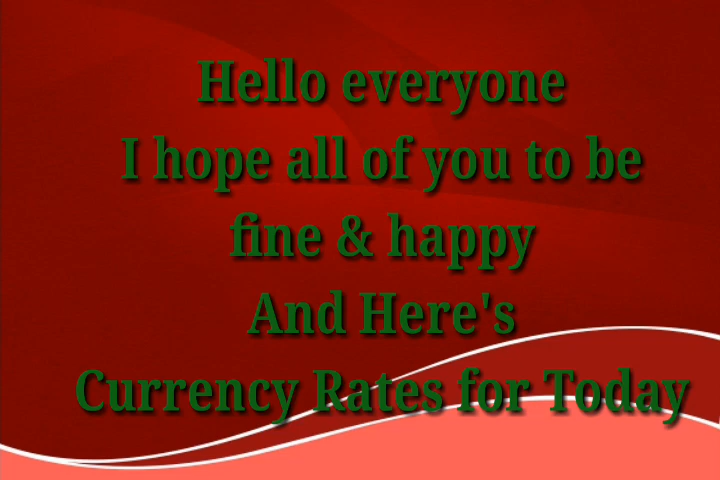 Hello everyone
I hope all of you to be
fine & happy
And Here's
Currency Rates for Today